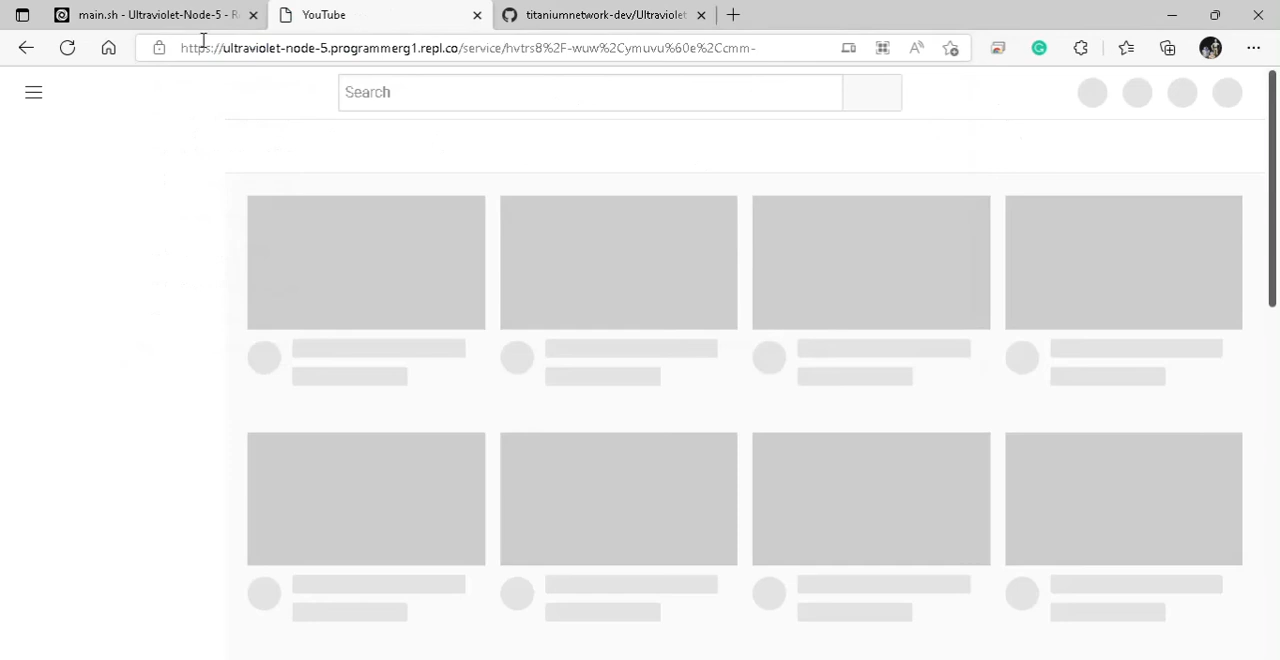 main.sh - Ultraviolet-Node-5 - R
YouTube
titaniumnetwork-dev/Ultraviolet
https://ultraviolet-node-5.programmerg1.repl.co/service/hvtrs8%2F-wuw%2Cymuvu%60e%2Ccmm-
Search